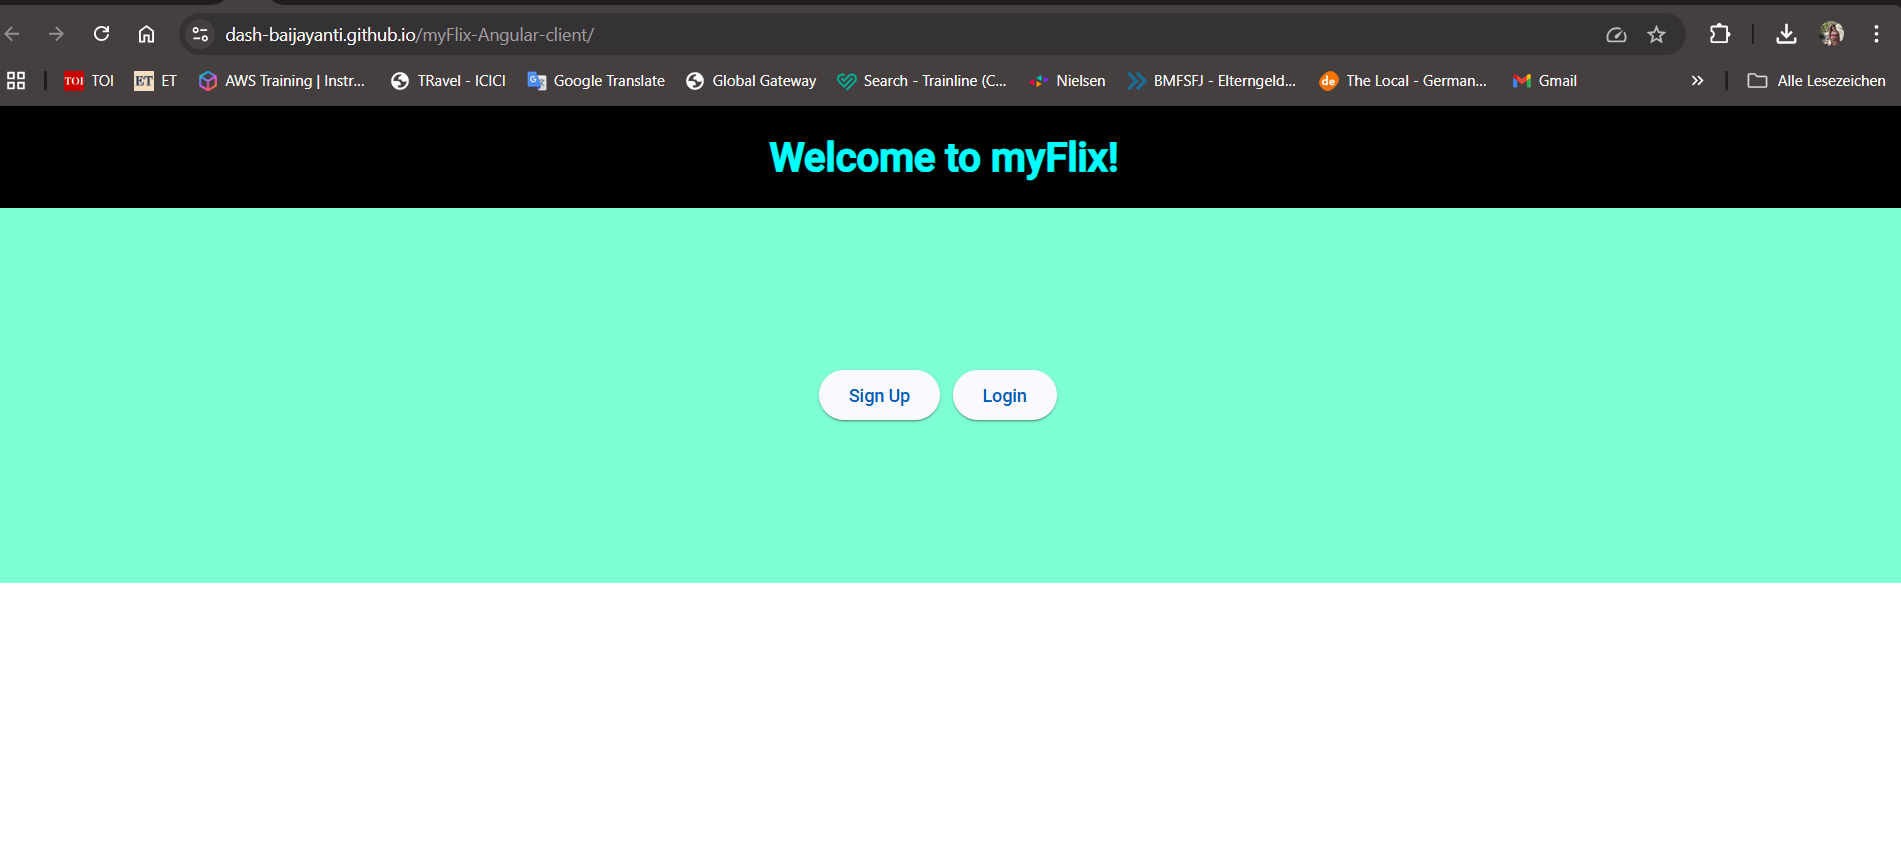 dash-baijayanti.github.io/myFlix-Angular-client/
TOI TOI ET ET AWS Training | Instr... TRavel - ICICI Google Translate Global Gateway Search - Trainline (C... Nielsen BMFSFJ - Elterngeld... de The Local - German... Gmail » Alle Lesezeichen
Welcome to myFlix!
Sign Up Login